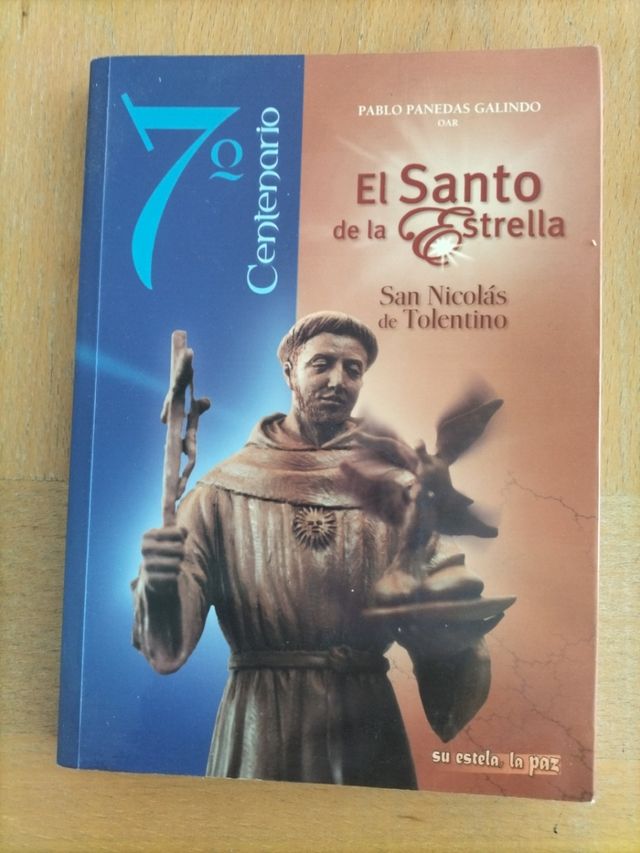 7º
Centenario
PABLO PANEDAS GALINDO
OAR
El Santo
de la Estrella
San Nicolás
de Tolentino
su estela, la paz